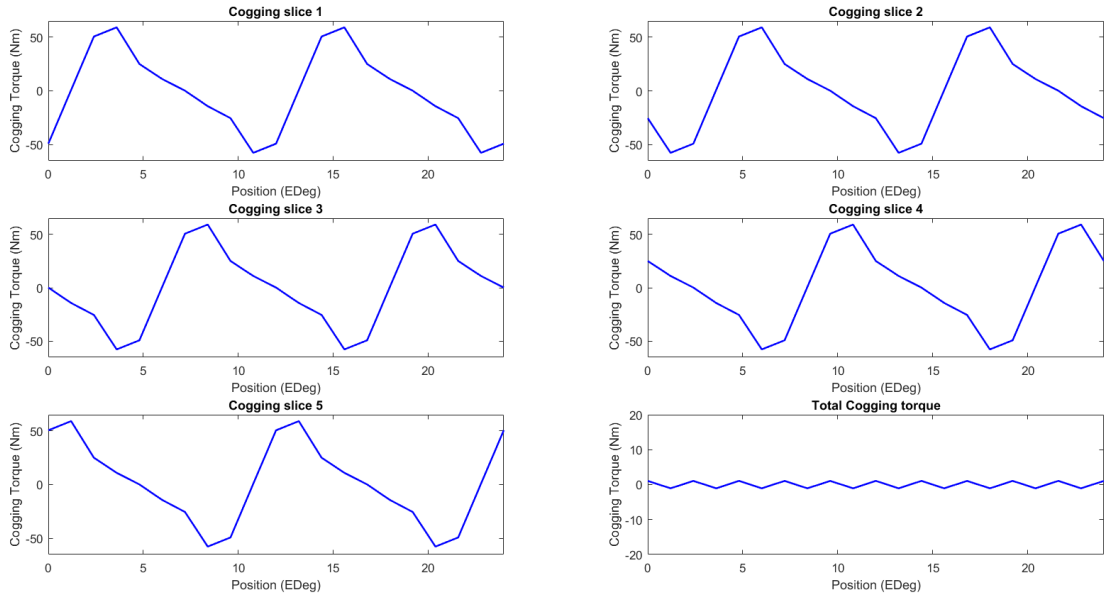 Cogging slice 1
50
0
-50
0
5
10
15
20
Cogging Torque (Nm)
Position (EDeg)
Cogging slice 2
50
0
-50
0
5
10
15
20
Cogging Torque (Nm)
Position (EDeg)
Cogging slice 3
50
0
-50
0
5
10
15
20
Cogging Torque (Nm)
Position (EDeg)
Cogging slice 4
50
0
-50
0
5
10
15
20
Cogging Torque (Nm)
Position (EDeg)
Cogging slice 5
50
0
-50
0
5
10
15
20
Cogging Torque (Nm)
Position (EDeg)
Total Cogging torque
20
10
0
-10
-20
0
5
10
15
20
Cogging Torque (Nm)
Position (EDeg)